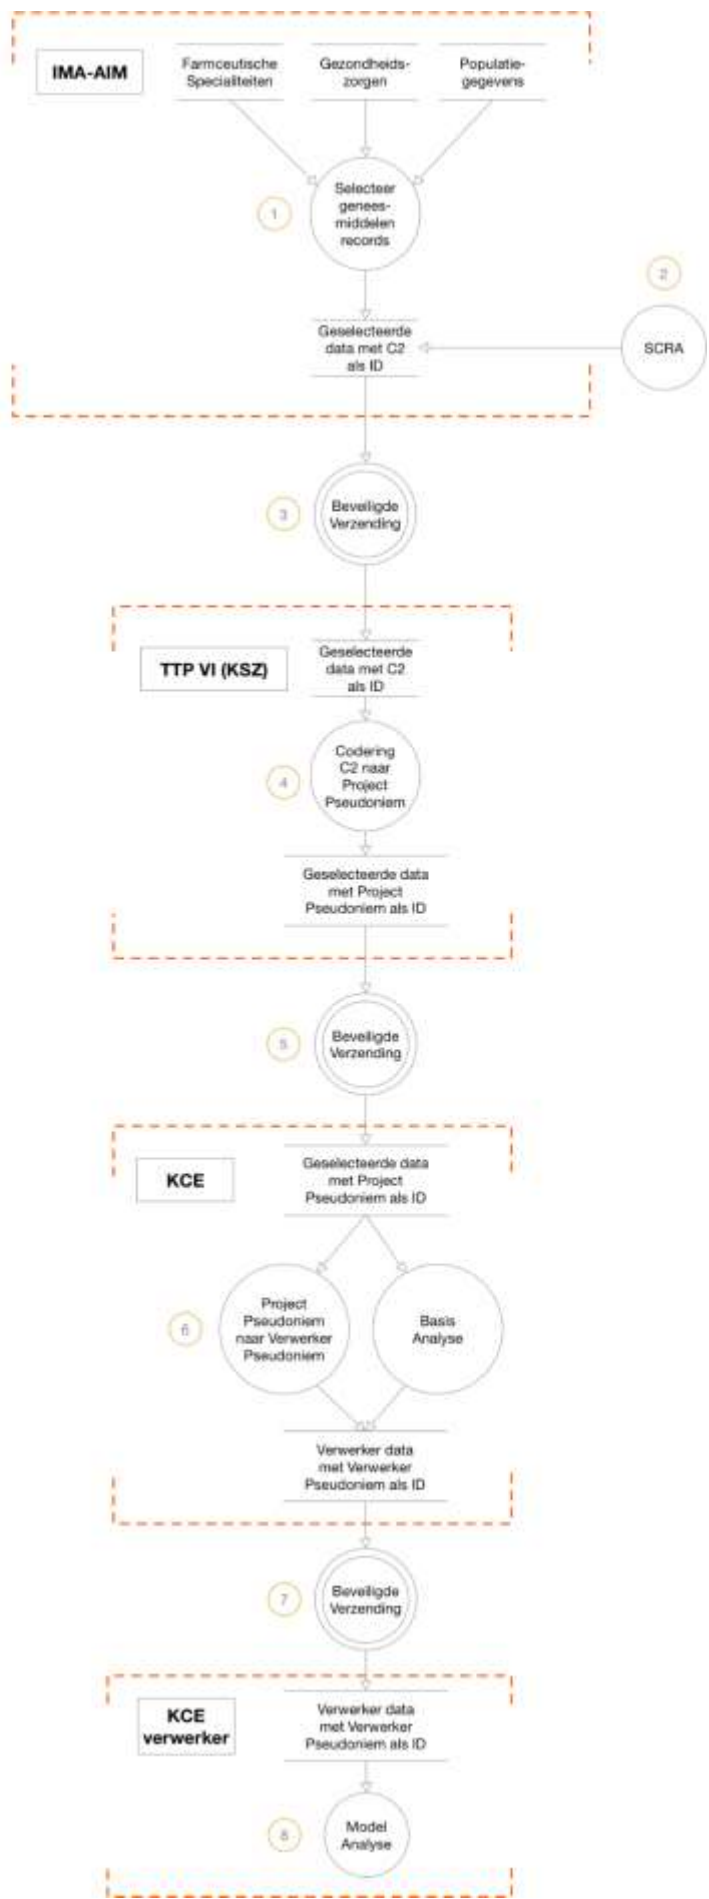 IMA-AIM
Farmceutische
Specialiteiten
Gezondheids-
zorgen
Populatie-
gegevens
1
Selecteer
genees-
middelen
records
2
SCRA
Geselecteerde
data met C2
als ID
3
Beveiligde
Verzending
TTP VI (KSZ)
Geselecteerde
data met C2
als ID
4
Codering
C2 naar
Project
Pseudoniem
Geselecteerde data
met Project
Pseudoniem als ID
5
Beveiligde
Verzending
KCE
Geselecteerde data
met Project
Pseudoniem als ID
6
Project
Pseudoniem
naar Verwerker
Pseudoniem
Basis
Analyse
Verwerker data
met Verwerker
Pseudoniem als ID
7
Beveiligde
Verzending
KCE
verwerker
Verwerker data
met Verwerker
Pseudoniem als ID
8
Model
Analyse